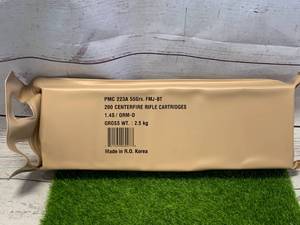 PMC 223A 55Grs. FMJ-BT
200 CENTERFIRE RIFLE CARTRIDGES
1.4S / ORM-D
GROSS WT. : 2.5 kg
Made in R.O. Korea